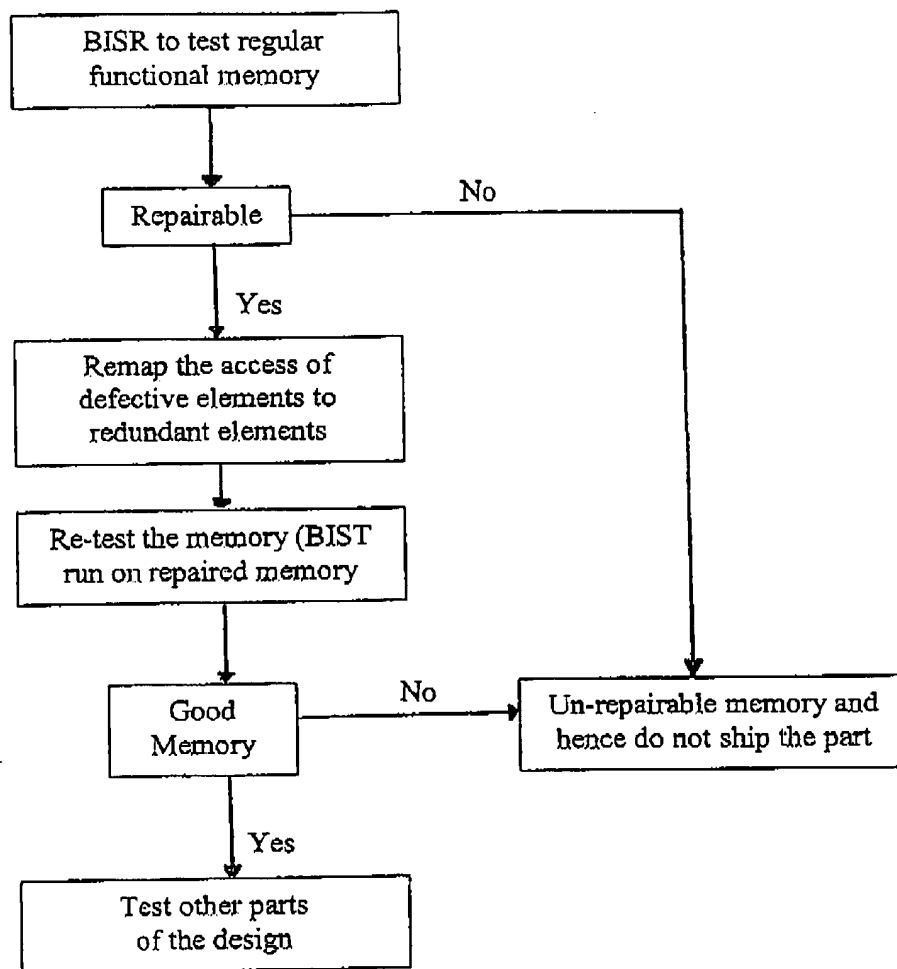 BISR to test regular
functional memory
No
Repairable
Yes
Remap the access of
defective elements to
redundant elements
Re-test the memory (BIST
run on repaired memory
No
Good
Memory
Un-repairable memory and
hence do not ship the part
Yes
Test other parts
of the design